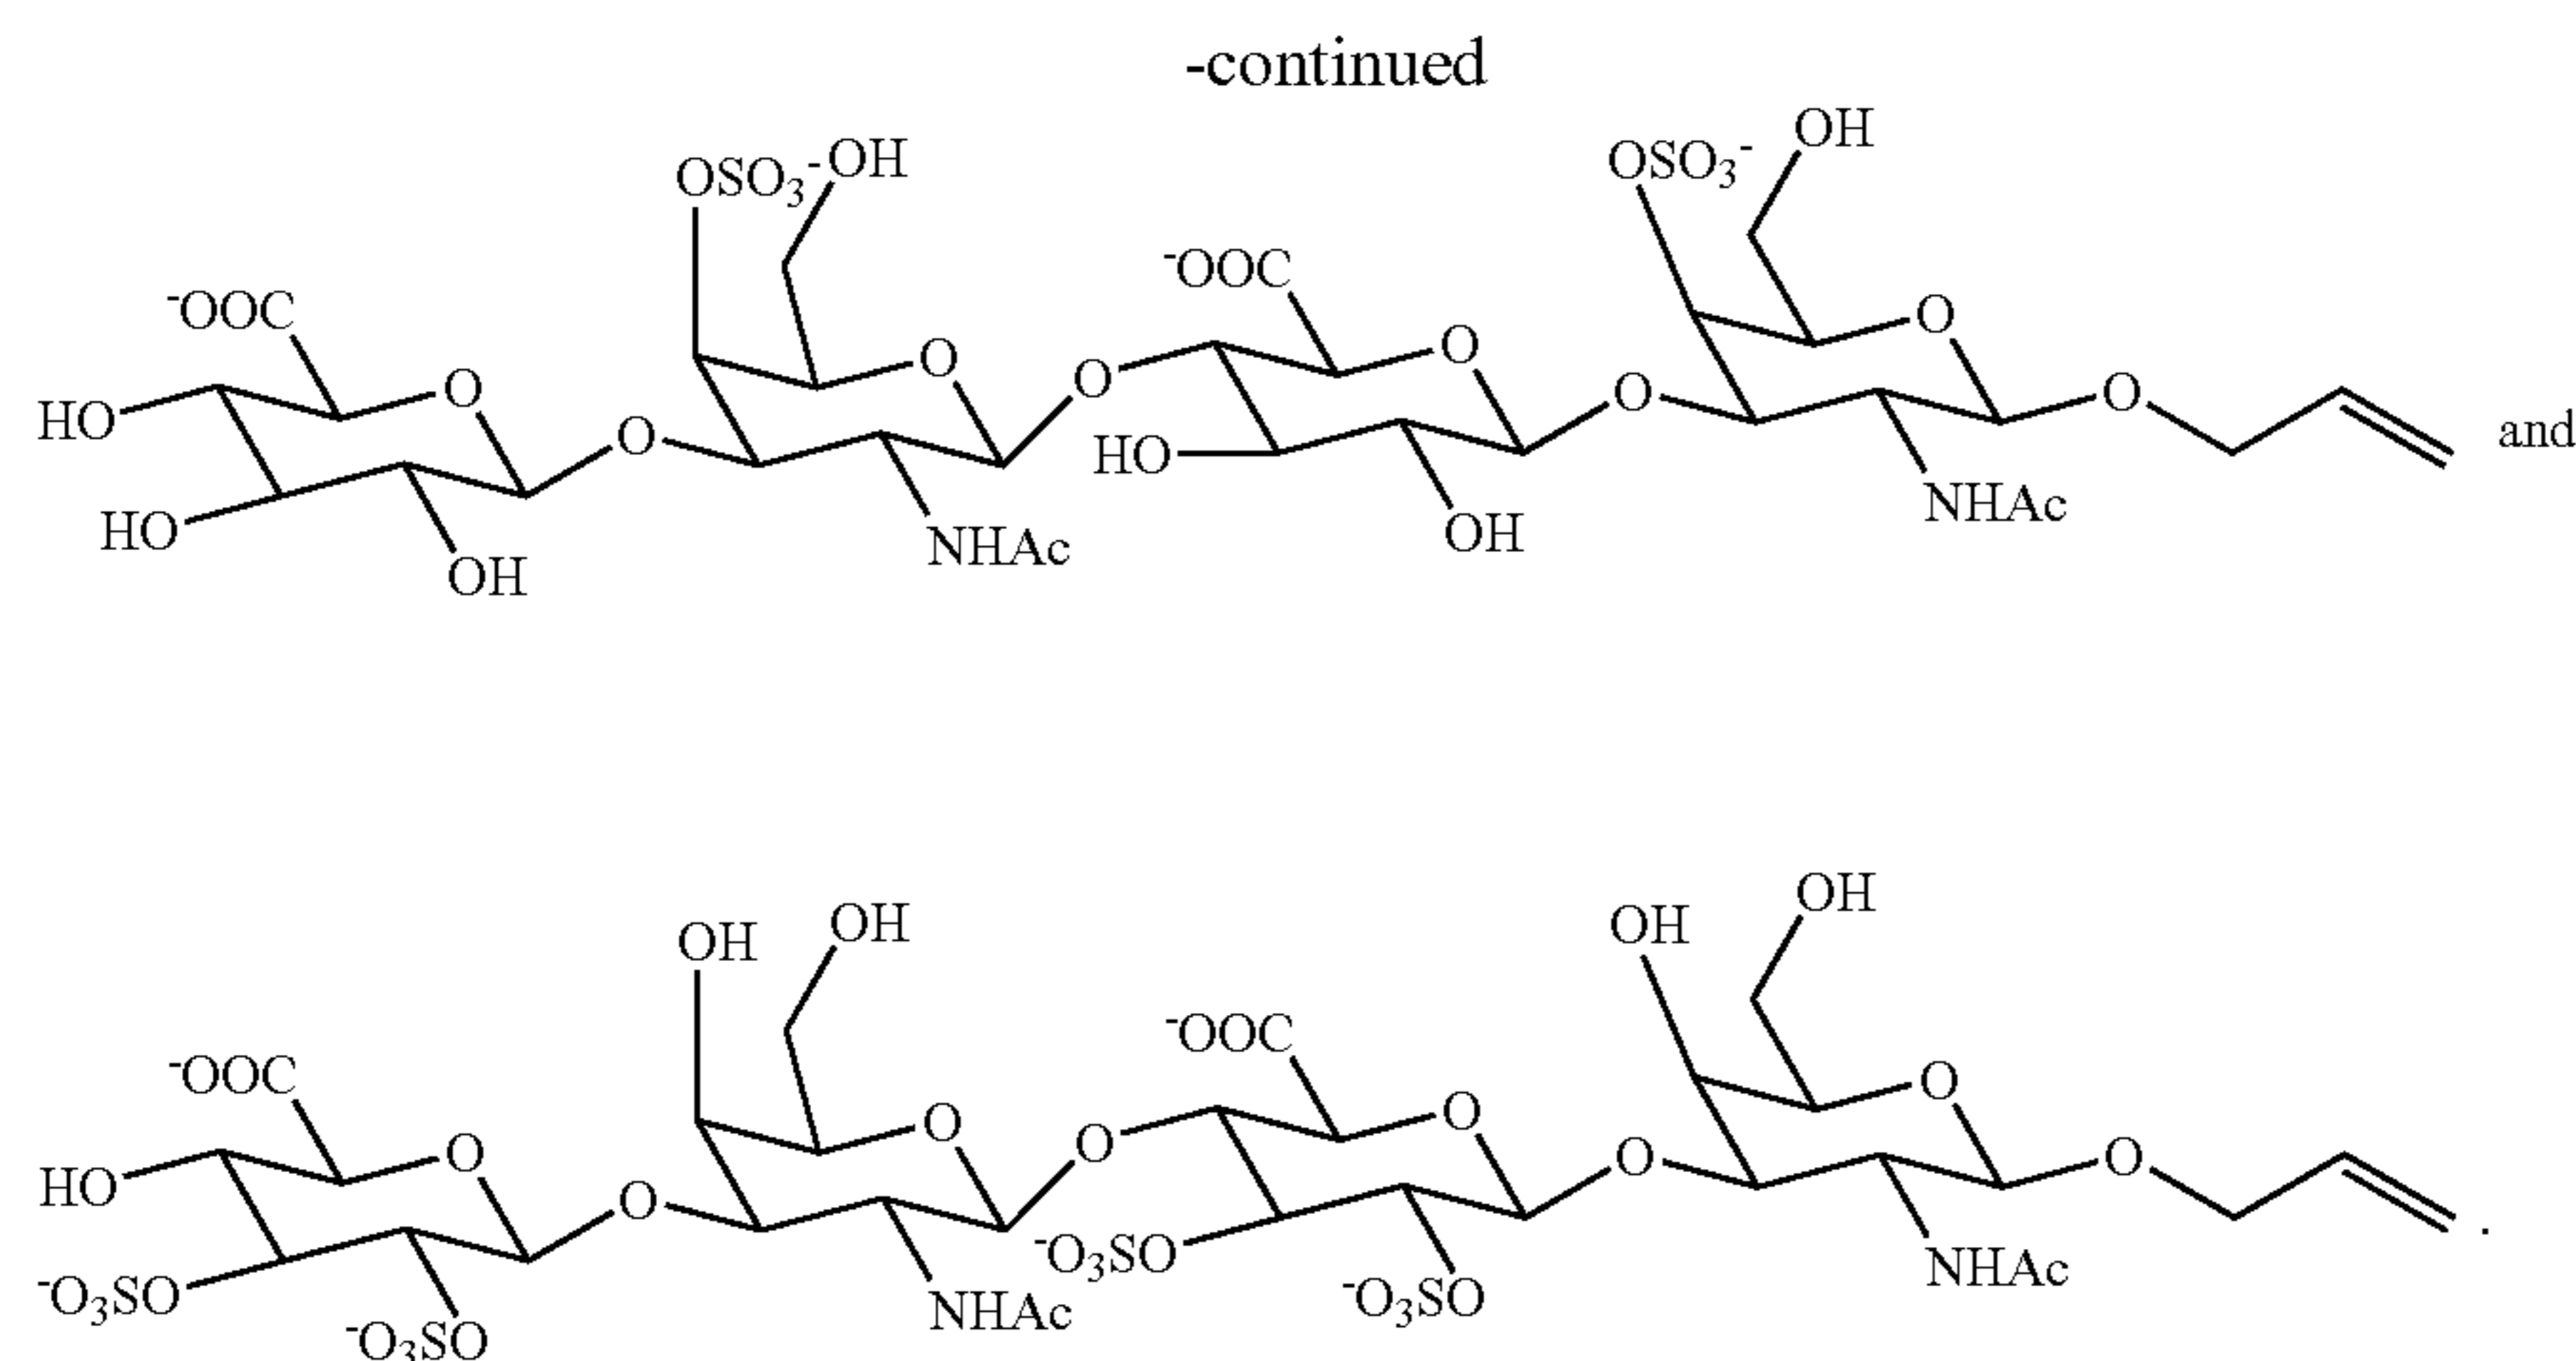 -continued
OSO₃⁻ OH OSO₃⁻ OH
⁻OOC O O ⁻OOC O O
HO O O O O and
HO OH NHAc HO OH NHAc
OH OH OH OH
⁻OOC O O ⁻OOC O O
HO O O O O .
⁻O₃SO ⁻O₃SO NHAc ⁻O₃SO ⁻O₃SO NHAc